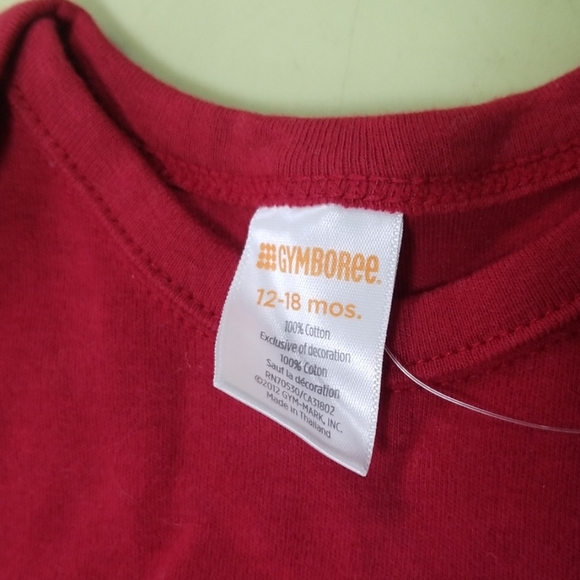 GYMBOREE
12-18 mos.
100% Cotton
Exclusive of decoration
100% Coton
Sauf la décoration
RN70530/CA31802
©2012 GYM-MARK, INC.
Made in Thailand